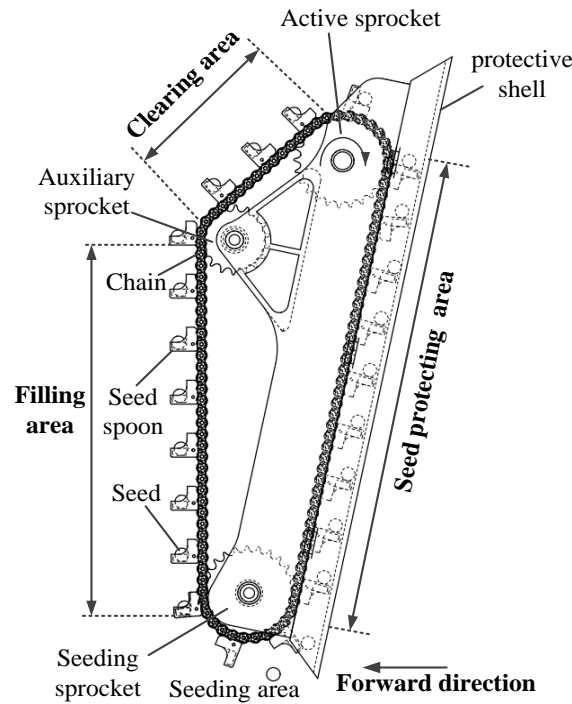 Active sprocket
protective
shell
Clearing area
Auxiliary
sprocket
Chain
Filling
area
Seed
spoon
Seed protecting area
Seed
Seeding
sprocket
Seeding area
Forward direction